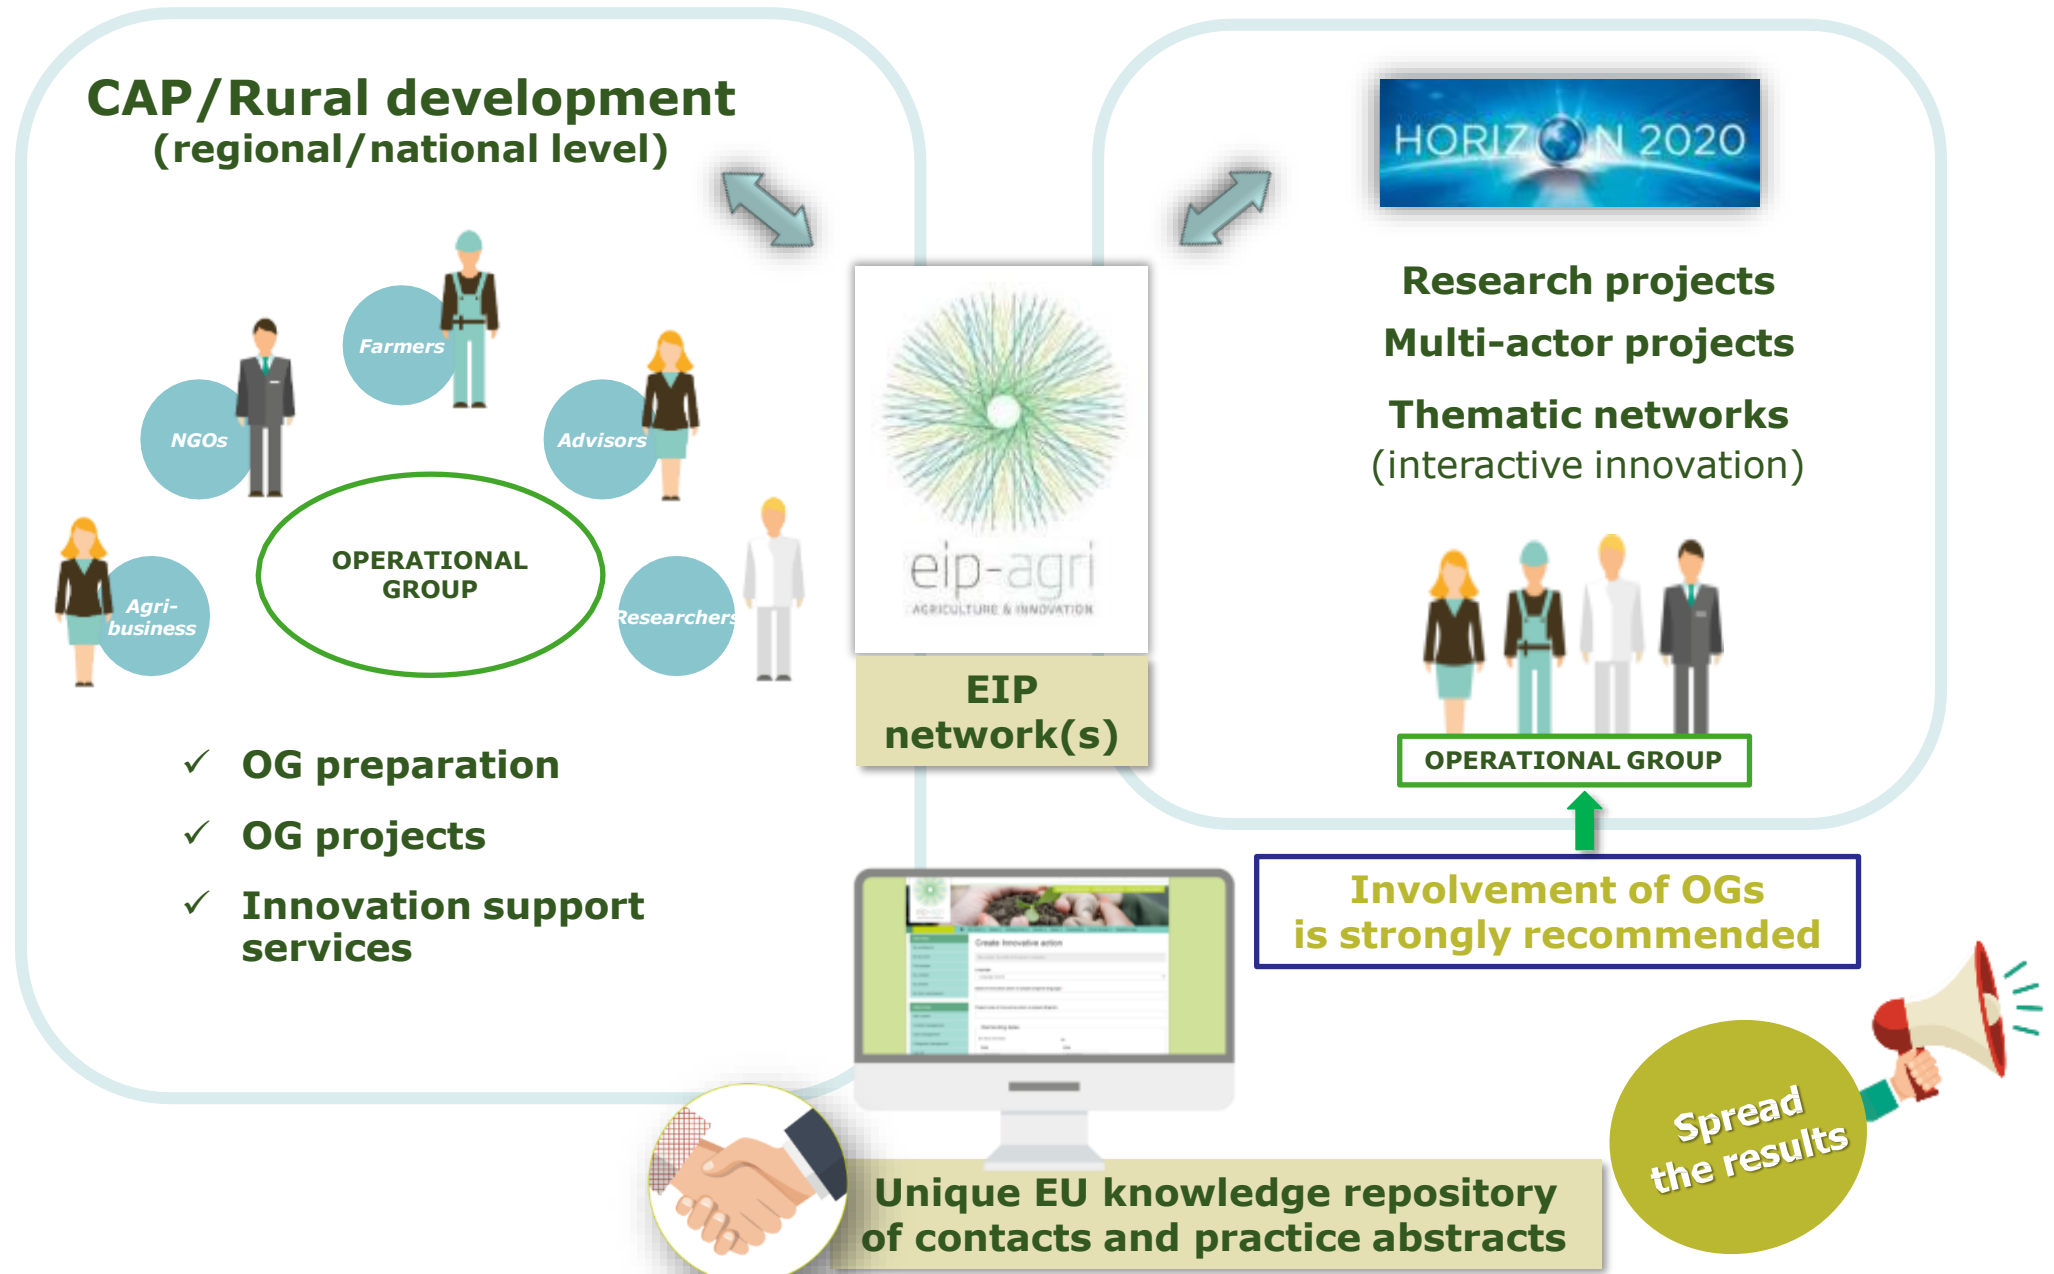 CAP/Rural development
(regional/national level)
Farmers
NGOs
Advisors
OPERATIONAL
GROUP
Agri-
business
Researchers
✓ OG preparation
✓ OG projects
✓ Innovation support
services
eip-agri
AGRICULTURE & INNOVATION
EIP
network(s)
HORIZON 2020
Research projects
Multi-actor projects
Thematic networks
(interactive innovation)
OPERATIONAL GROUP
Involvement of OGs
is strongly recommended
Create Innovative action
Spread
the results
Unique EU knowledge repository
of contacts and practice abstracts